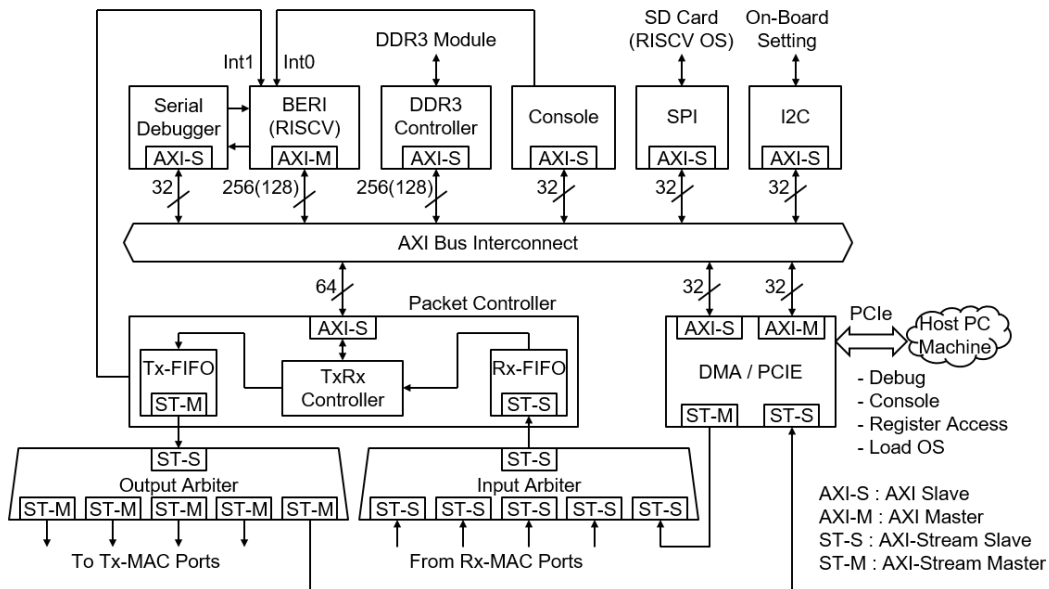 SD Card
(RISCV OS)
On-Board
Setting
DDR3 Module
Int1
Int0
Serial
Debugger
AXI-S
BERI
(RISCV)
AXI-M
DDR3
Controller
AXI-S
Console
AXI-S
SPI
AXI-S
I2C
AXI-S
32
256(128)
256(128)
32
32
32
AXI Bus Interconnect
64
32
32
Packet Controller
AXI-S
Tx-FIFO
ST-M
TxRx
Controller
Rx-FIFO
ST-S
AXI-S
AXI-M
DMA / PCIE
ST-M
ST-S
PCIe
Host PC
Machine
- Debug
- Console
- Register Access
- Load OS
ST-S
Output Arbiter
ST-M
ST-M
ST-M
ST-M
ST-M
To Tx-MAC Ports
ST-S
Input Arbiter
ST-S
ST-S
ST-S
ST-S
ST-S
From Rx-MAC Ports
AXI-S : AXI Slave
AXI-M : AXI Master
ST-S : AXI-Stream Slave
ST-M : AXI-Stream Master